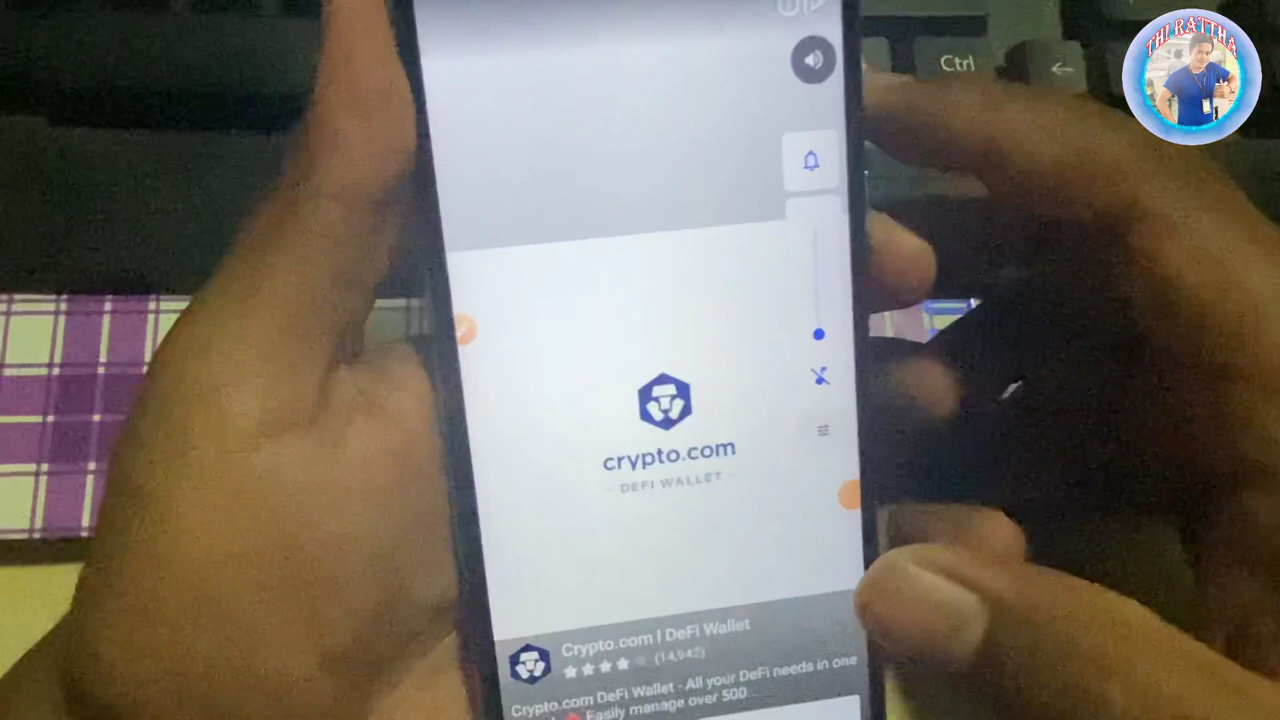 THI RATTHA
Ctrl
crypto.com
DEFI WALLET
Crypto.com | DeFi Wallet
(14,942)
Crypto.com DeFi Wallet - All your DeFi needs in one
Easily manage over 500